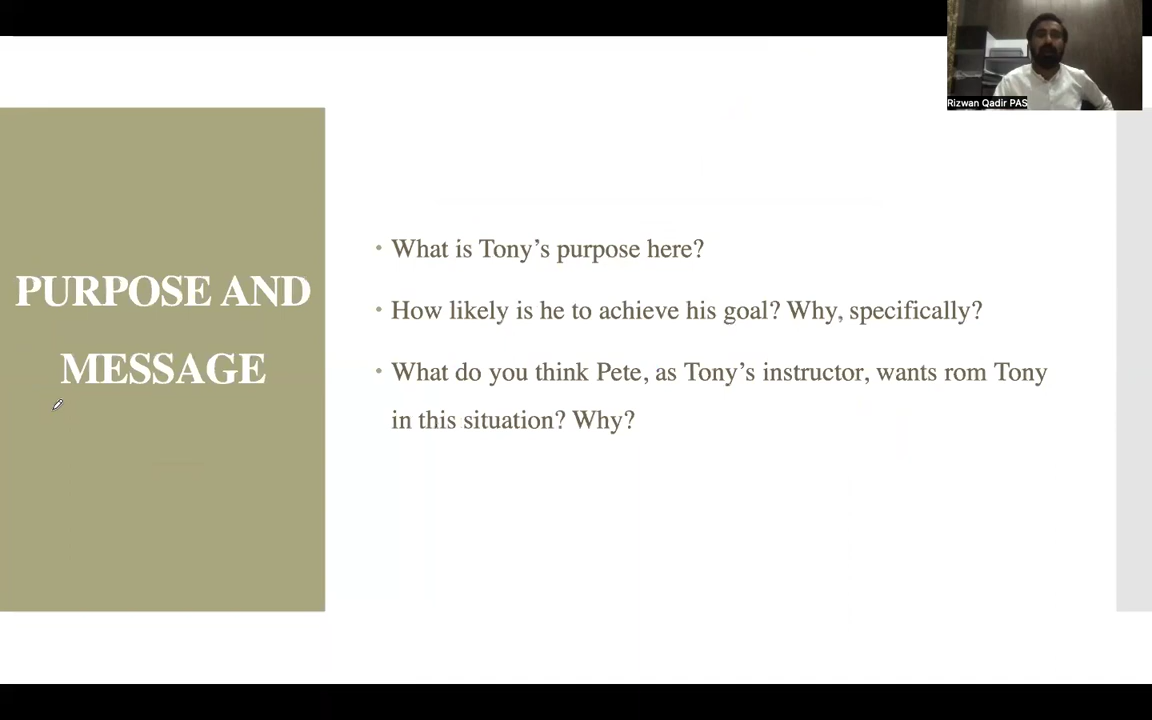 Rizwan Qadir PAS
PURPOSE AND
MESSAGE
• What is Tony’s purpose here?
• How likely is he to achieve his goal? Why, specifically?
• What do you think Pete, as Tony’s instructor, wants rom Tony
in this situation? Why?